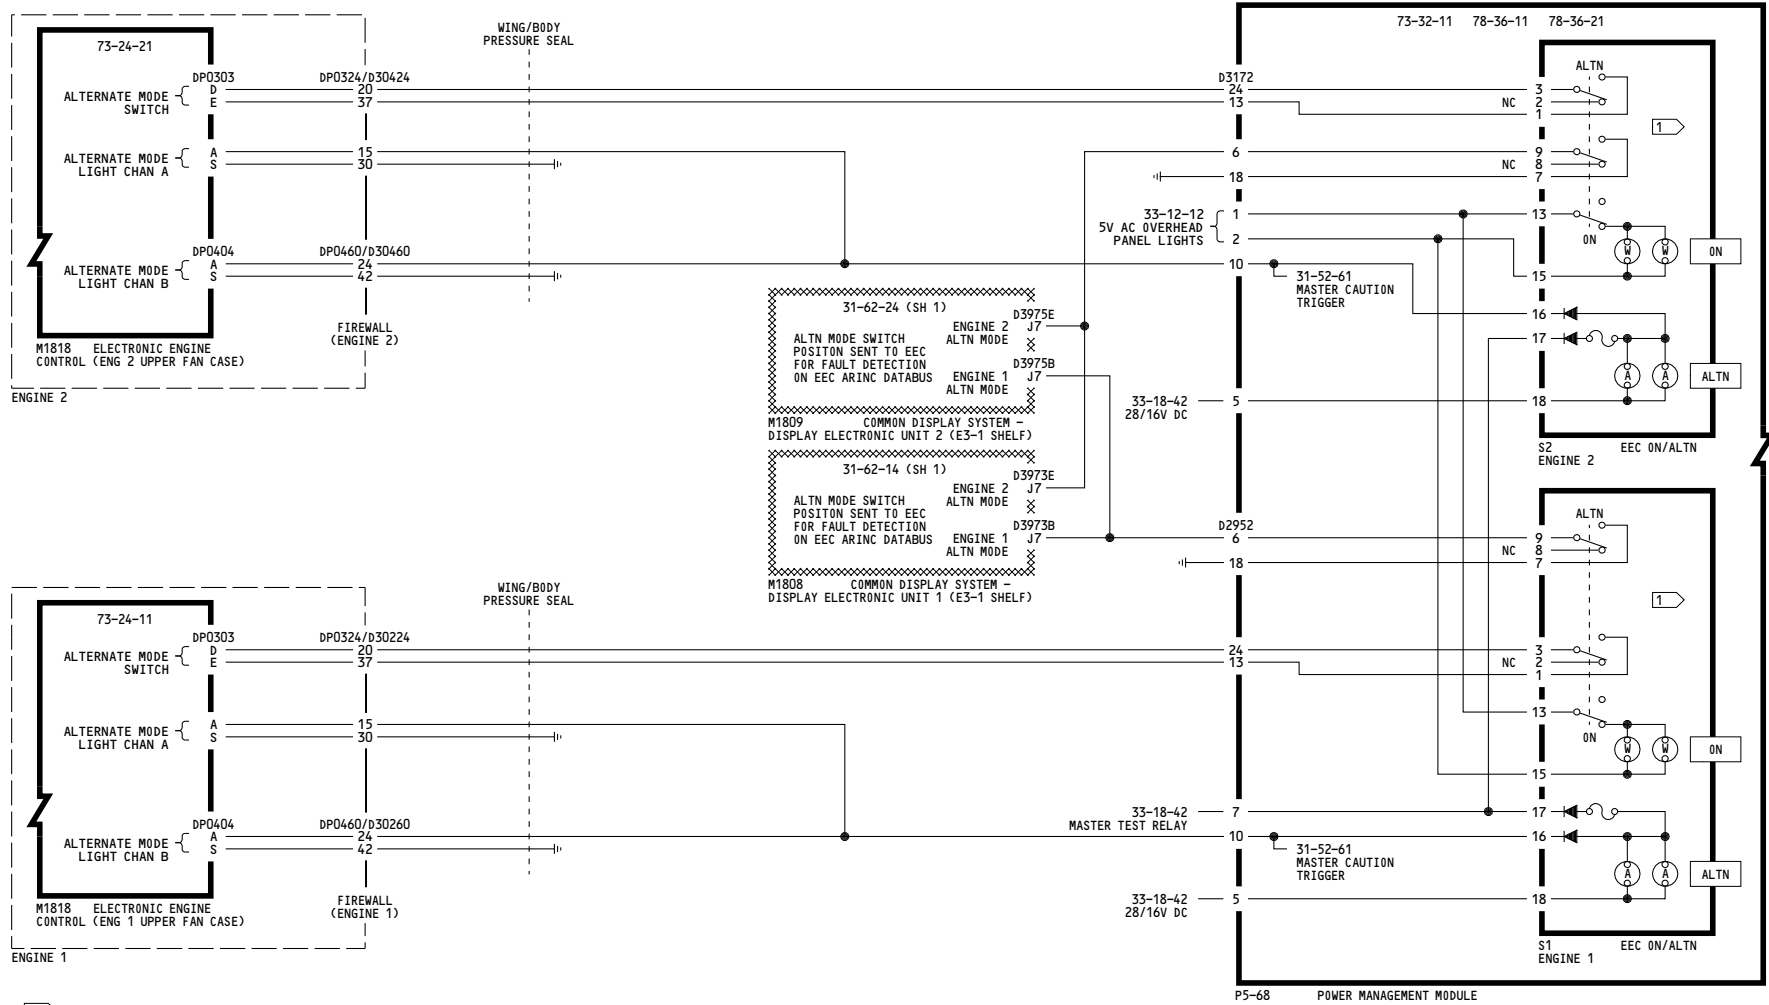 73-32-11 78-36-11 78-36-21
ENGINE 2
73-24-21
ALTERNATE MODE
SWITCH
DP0303
D
E
DP0324/D30424
20
37
ALTERNATE MODE
LIGHT CHAN A
A
S
15
30
ALTERNATE MODE
LIGHT CHAN B
DP0404
A
S
DP0460/D30460
24
42
M1818 ELECTRONIC ENGINE
CONTROL (ENG 2 UPPER FAN CASE)
FIREWALL
(ENGINE 2)
WING/BODY
PRESSURE SEAL
31-62-24 (SH 1)
ALTN MODE SWITCH
POSITON SENT TO EEC
FOR FAULT DETECTION
ON EEC ARINC DATABUS
ENGINE 2
ALTN MODE
D3975E
J7
ENGINE 1
ALTN MODE
D3975B
J7
M1809 COMMON DISPLAY SYSTEM -
DISPLAY ELECTRONIC UNIT 2 (E3-1 SHELF)
31-62-14 (SH 1)
ALTN MODE SWITCH
POSITON SENT TO EEC
FOR FAULT DETECTION
ON EEC ARINC DATABUS
ENGINE 2
ALTN MODE
D3973E
J7
ENGINE 1
ALTN MODE
D3973B
J7
M1808 COMMON DISPLAY SYSTEM -
DISPLAY ELECTRONIC UNIT 1 (E3-1 SHELF)
D3172
24
13
6
18
33-12-12
5V AC OVERHEAD
PANEL LIGHTS
1
2
10
31-52-61
MASTER CAUTION
TRIGGER
33-18-42
28/16V DC
5
ALTN
3
NC 2
1
1
9
NC 8
7
13
ON
W W
ON
15
16
17
A A
ALTN
18
S2 EEC ON/ALTN
ENGINE 2
D2952
6
18
24
13
33-18-42
MASTER TEST RELAY
7
10
31-52-61
MASTER CAUTION
TRIGGER
33-18-42
28/16V DC
5
ALTN
9
NC 8
7
1
3
NC 2
1
13
ON
W W
ON
15
17
16
A A
ALTN
18
S1 EEC ON/ALTN
ENGINE 1
P5-68 POWER MANAGEMENT MODULE
WING/BODY
PRESSURE SEAL
73-24-11
ALTERNATE MODE
SWITCH
DP0303
D
E
DP0324/D30224
20
37
ALTERNATE MODE
LIGHT CHAN A
A
S
15
30
ALTERNATE MODE
LIGHT CHAN B
DP0404
A
S
DP0460/D30260
24
42
M1818 ELECTRONIC ENGINE
CONTROL (ENG 1 UPPER FAN CASE)
FIREWALL
(ENGINE 1)
ENGINE 1